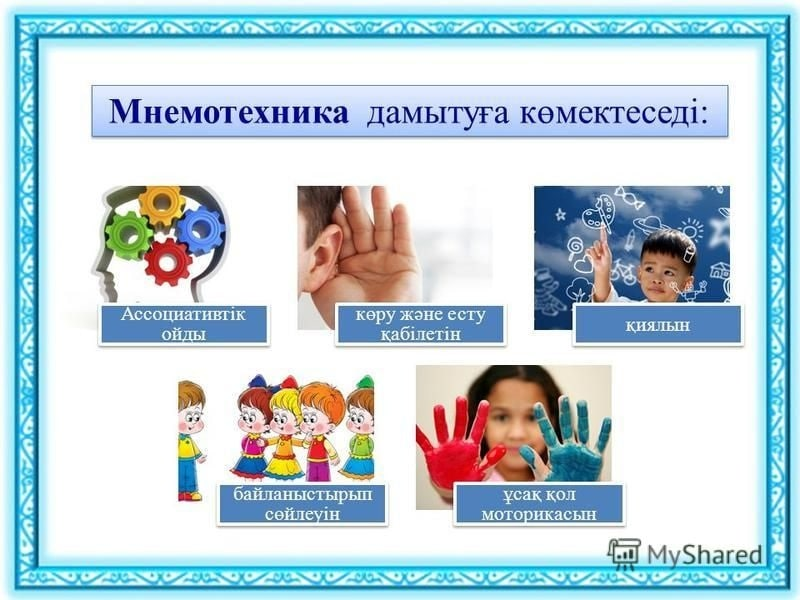 Мнемотехника дамытуға көмектеседі:
Ассоциативтік
ойды
көру және есту
қабілетін
қиялын
байланыстырып
сөйлеуін
ұсақ қол
моторикасын
MyShared